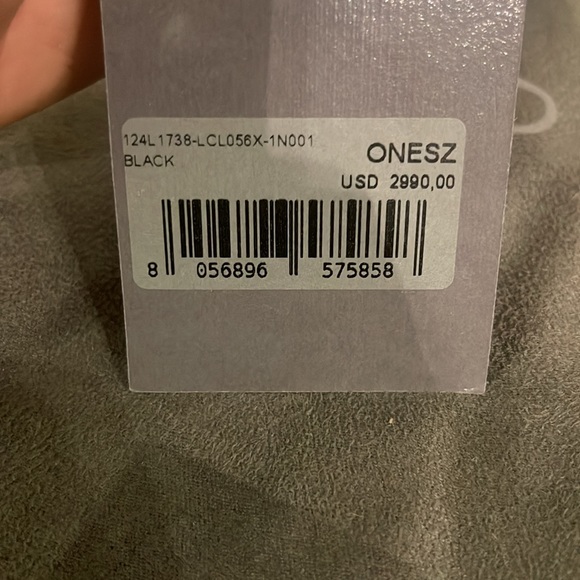 124L1738-LCL056X-1N001
BLACK
ONESZ
USD 2990,00
8 056896 575858